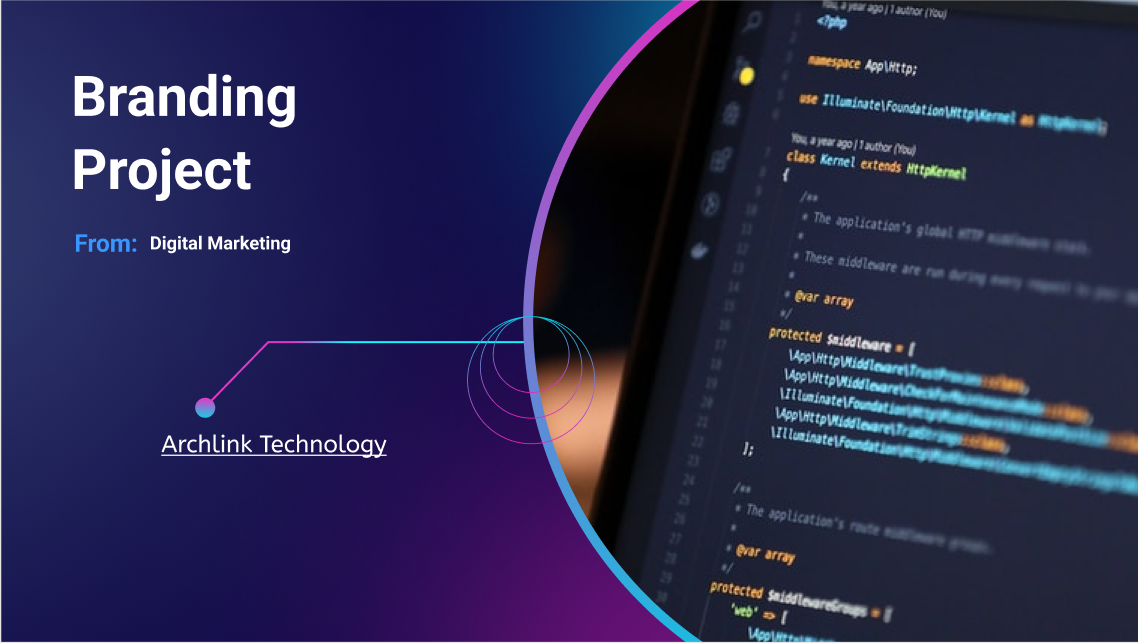 Branding
Project
From: Digital Marketing
Archlink Technology
You, a year ago | 1 author (You)
<?php
namespace App\Http;
use Illuminate\Foundation\Http\Kernel as HttpKernel;
You, a year ago | 1 author (You)
class Kernel extends HttpKernel
{
/**
* The application's global HTTP middleware stack.
*
* These middleware are run during every request to your
*
* @var array
*/
protected $middleware = [
\App\Http\Middleware\TrustProxies::class,
\App\Http\Middleware\CheckForMaintenanceMode::class,
\Illuminate\Foundation\Http\Middleware\ValidatePostSize
\App\Http\Middleware\TrimStrings::class,
\Illuminate\Foundation\Http\Middleware\
];
/**
* The application's route middleware groups.
*
* @var array
*/
protected $middlewareGroups = [
'web' => [
\App\Http\